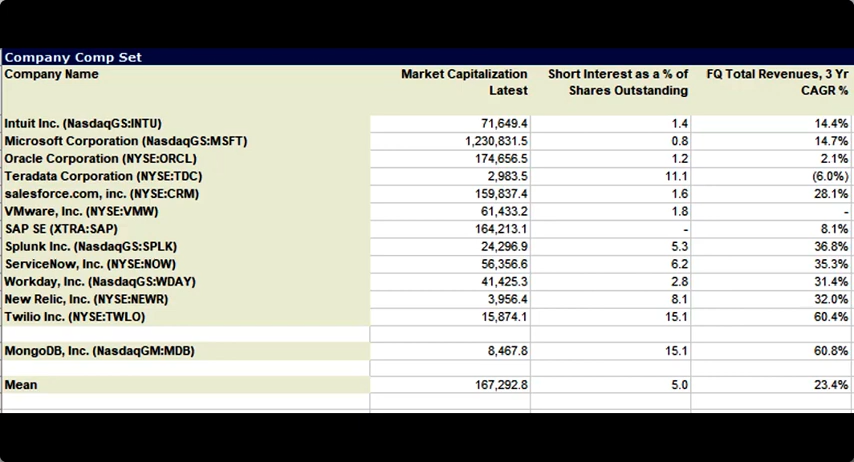 Company Comp Set
Company Name Market Capitalization Short Interest as a % of FQ Total Revenues, 3 Yr
Latest Shares Outstanding CAGR %
Intuit Inc. (NasdaqGS:INTU) 71,649.4 1.4 14.4%
Microsoft Corporation (NasdaqGS:MSFT) 1,230,831.5 0.8 14.7%
Oracle Corporation (NYSE:ORCL) 174,656.5 1.2 2.1%
Teradata Corporation (NYSE:TDC) 2,983.5 11.1 (6.0%)
salesforce.com, inc. (NYSE:CRM) 159,837.4 1.6 28.1%
VMware, Inc. (NYSE:VMW) 61,433.2 1.8 -
SAP SE (XTRA:SAP) 164,213.1 - 8.1%
Splunk Inc. (NasdaqGS:SPLK) 24,296.9 5.3 36.8%
ServiceNow, Inc. (NYSE:NOW) 56,356.6 6.2 35.3%
Workday, Inc. (NasdaqGS:WDAY) 41,425.3 2.8 31.4%
New Relic, Inc. (NYSE:NEWR) 3,956.4 8.1 32.0%
Twilio Inc. (NYSE:TWLO) 15,874.1 15.1 60.4%
MongoDB, Inc. (NasdaqGM:MDB) 8,467.8 15.1 60.8%
Mean 167,292.8 5.0 23.4%